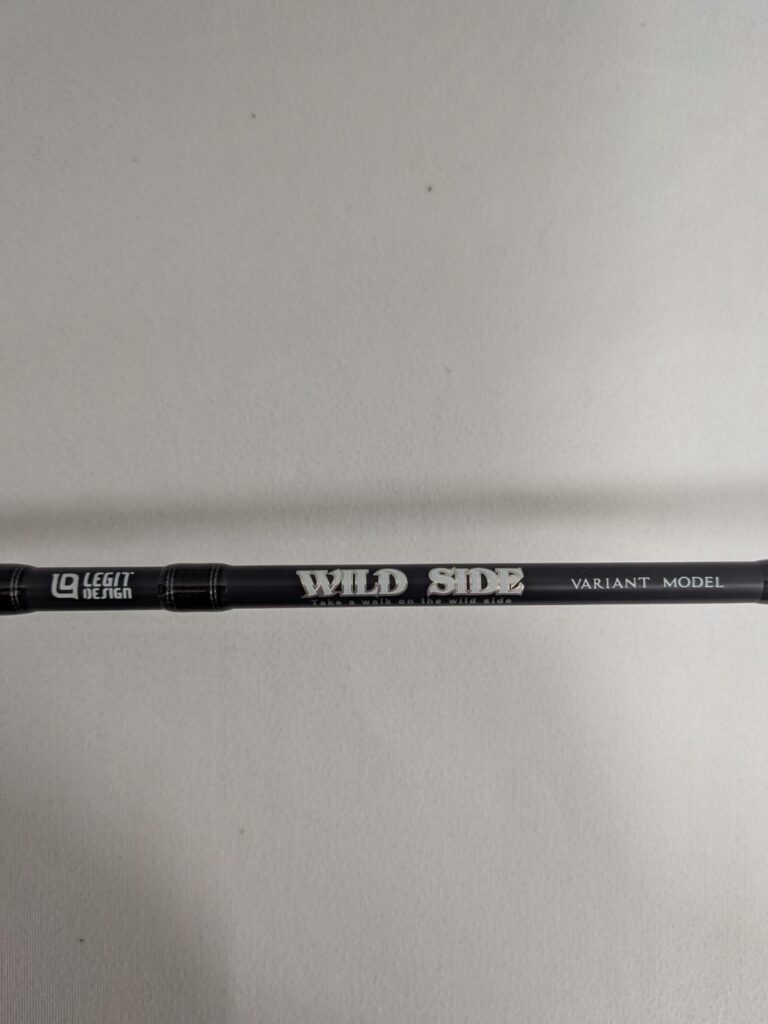 LEGIT
DESIGN
WILD SIDE
Take a walk on the wild side
VARIANT MODEL